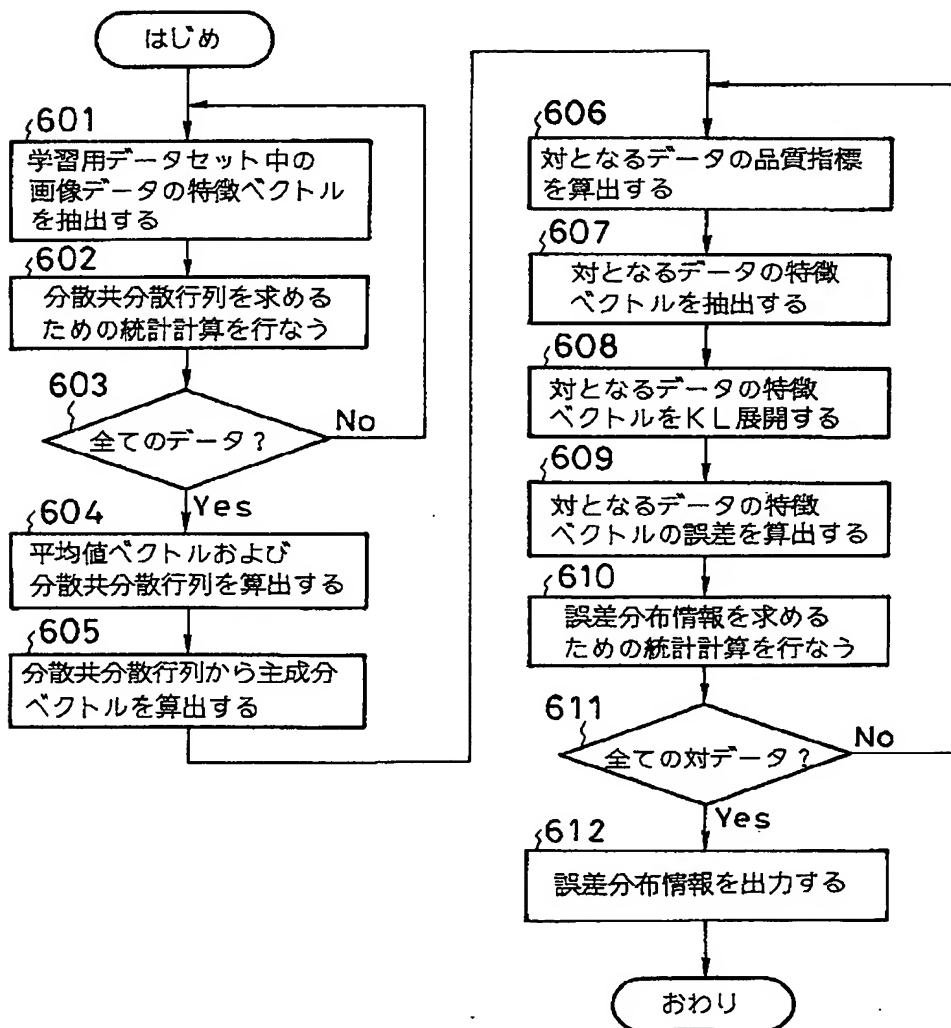 はじめ
601
学習用データセット中の
画像データの特徴ベクトル
を抽出する
602
分散共分散行列を求める
ための統計計算を行なう
603
全てのデータ?
No
Yes
604
平均値ベクトルおよび
分散共分散行列を算出する
605
分散共分散行列から主成分
ベクトルを算出する
606
対となるデータの品質指標
を算出する
607
対となるデータの特徴
ベクトルを抽出する
608
対となるデータの特徴
ベクトルをKL展開する
609
対となるデータの特徴
ベクトルの誤差を算出する
610
誤差分布情報を求める
ための統計計算を行なう
611
全ての対データ?
No
Yes
612
誤差分布情報を出力する
おわり